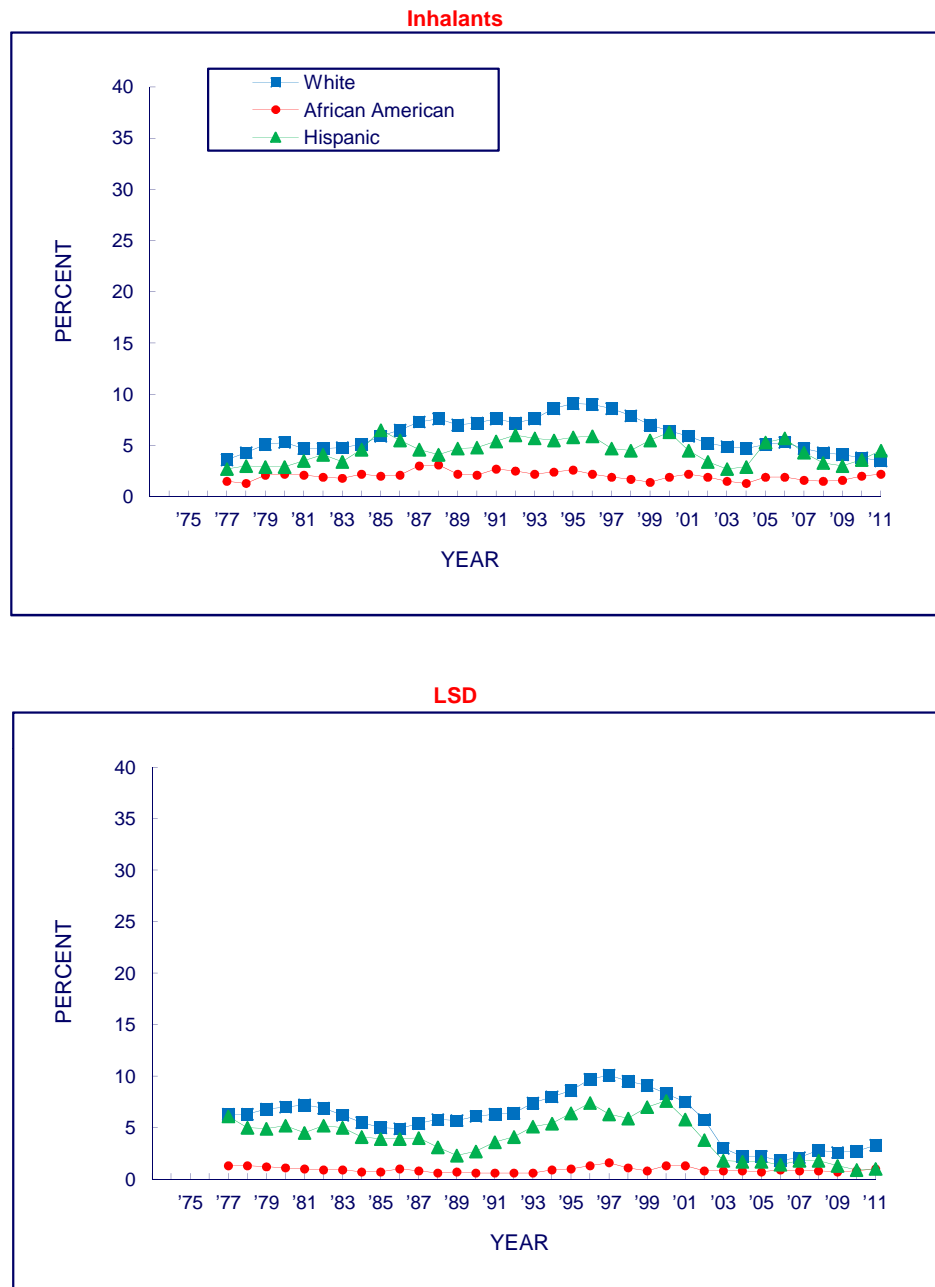 Inhalants
White
African American
Hispanic
40
35
30
25
20
15
10
5
0
PERCENT
’75 ’77 ’79 ’81 ’83 ’85 ’87 ’89 ’91 ’93 ’95 ’97 ’99 ’01 ’03 ’05 ’07 ’09 ’11
YEAR
LSD
40
35
30
25
20
15
10
5
0
PERCENT
’75 ’77 ’79 ’81 ’83 ’85 ’87 ’89 ’91 ’93 ’95 ’97 ’99 ’01 ’03 ’05 ’07 ’09 ’11
YEAR